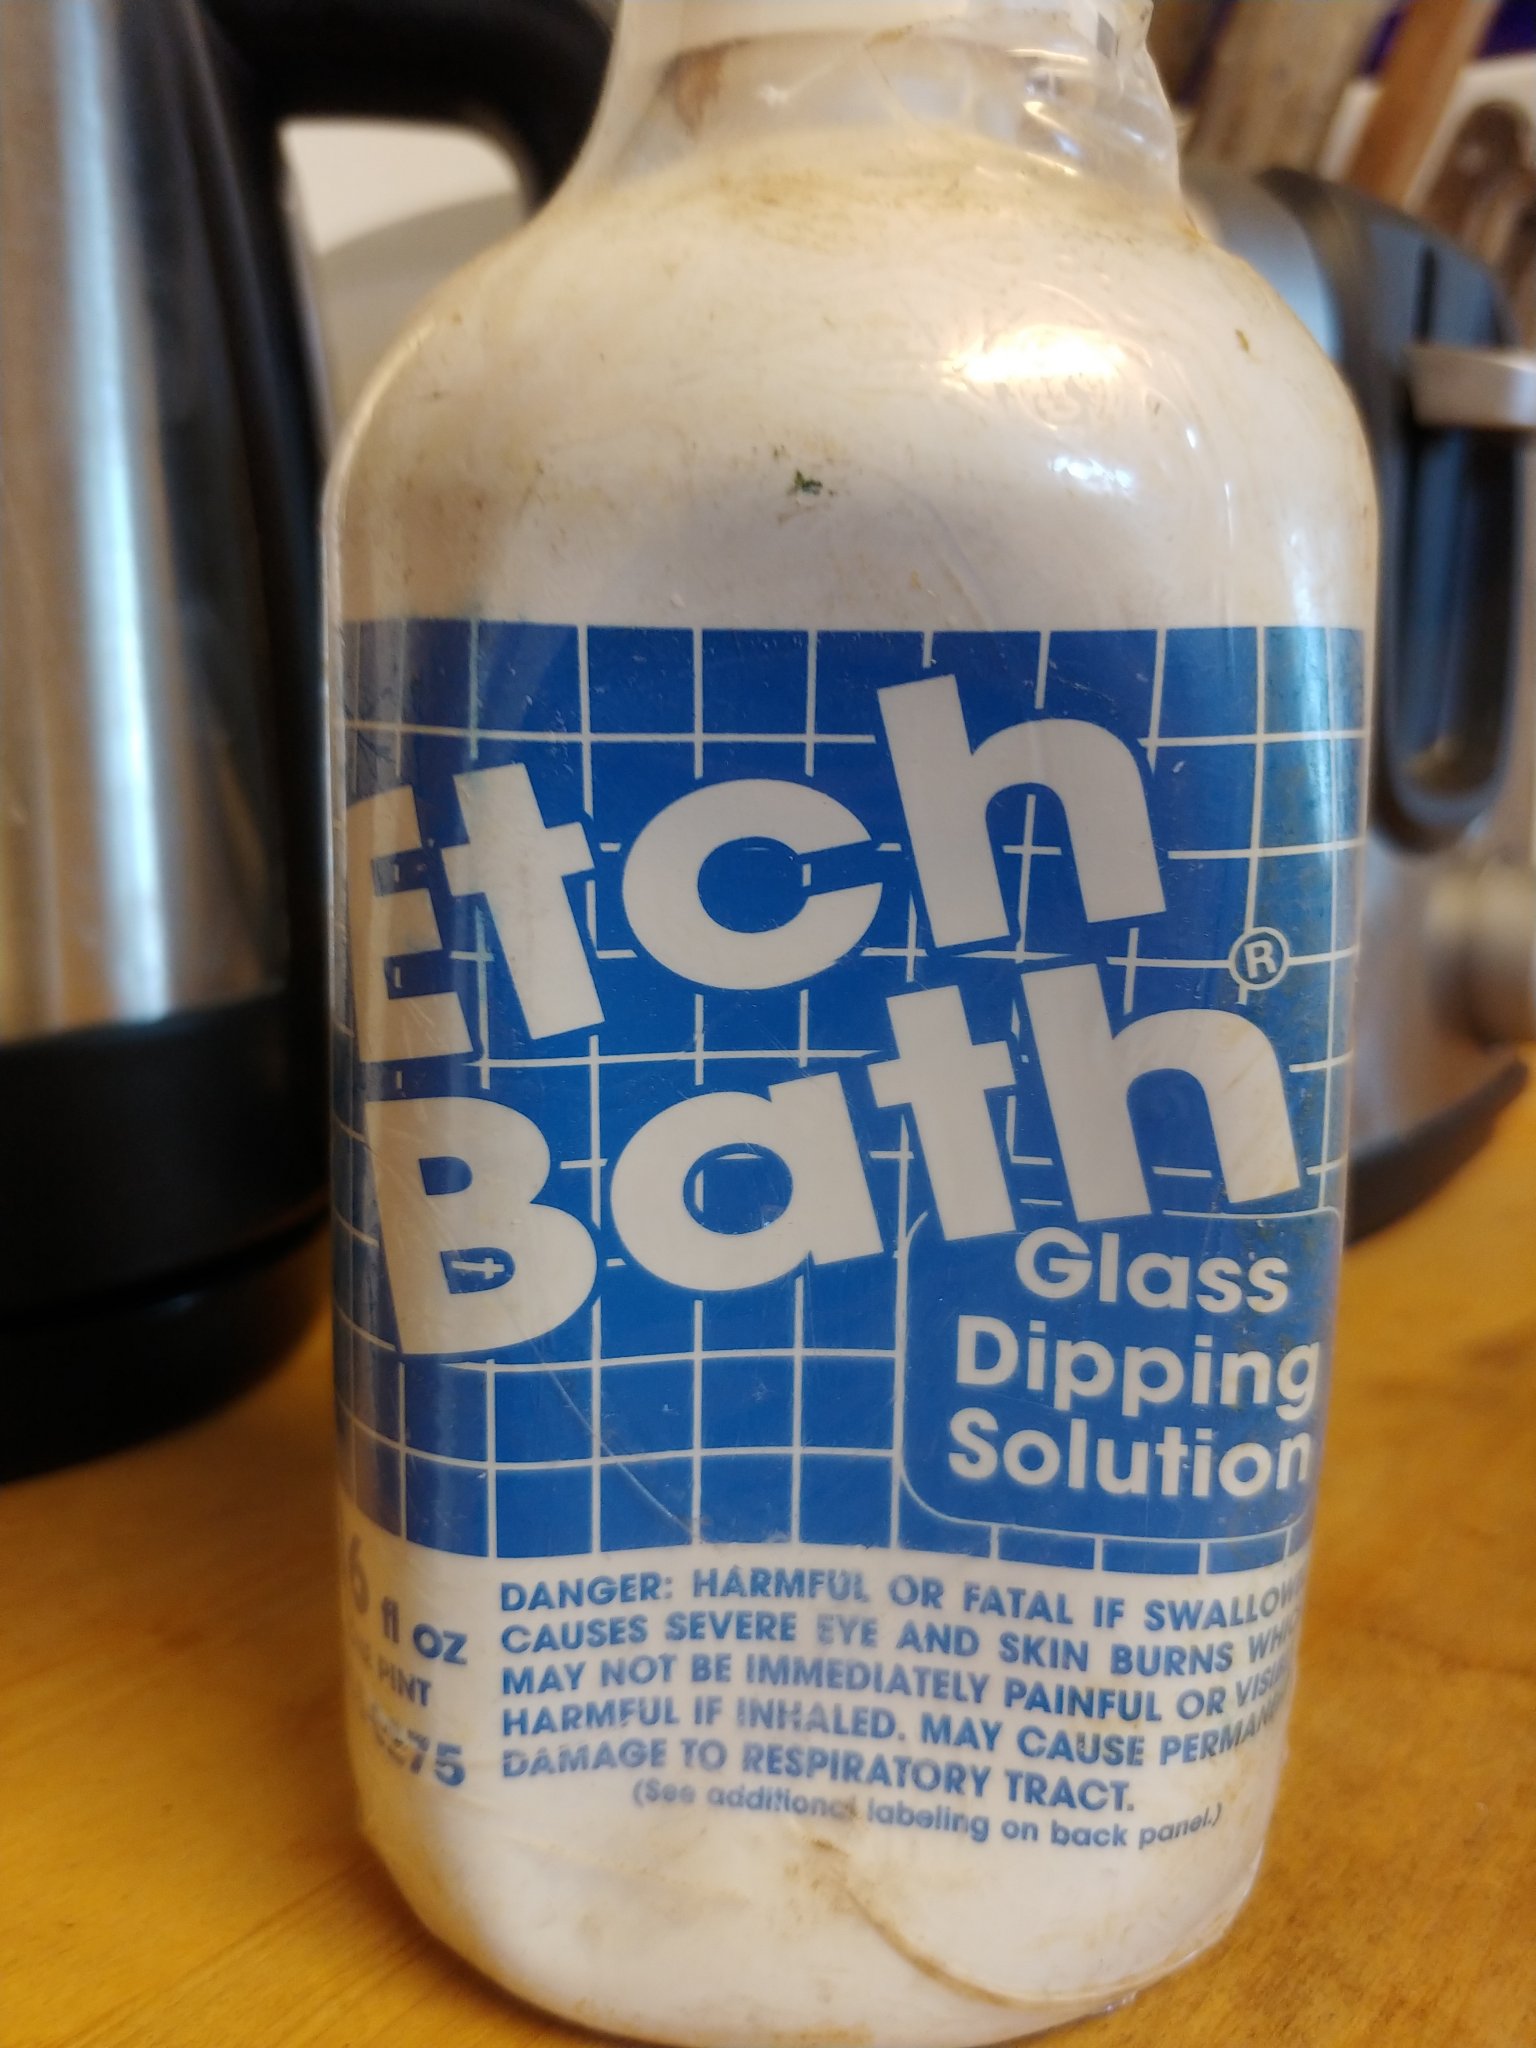 Etch
Bath
®
Glass
Dipping
Solution
6 fl oz
PINT
DANGER: HARMFUL OR FATAL IF
CAUSES SEVERE EYE AND SKIN BURNS
MAY NOT BE IMMEDIATELY PAINFUL OR
HARMFUL IF INHALED. MAY CAUSE
DAMAGE TO RESPIRATORY TRACT.
(See additional labeling on back panel.)